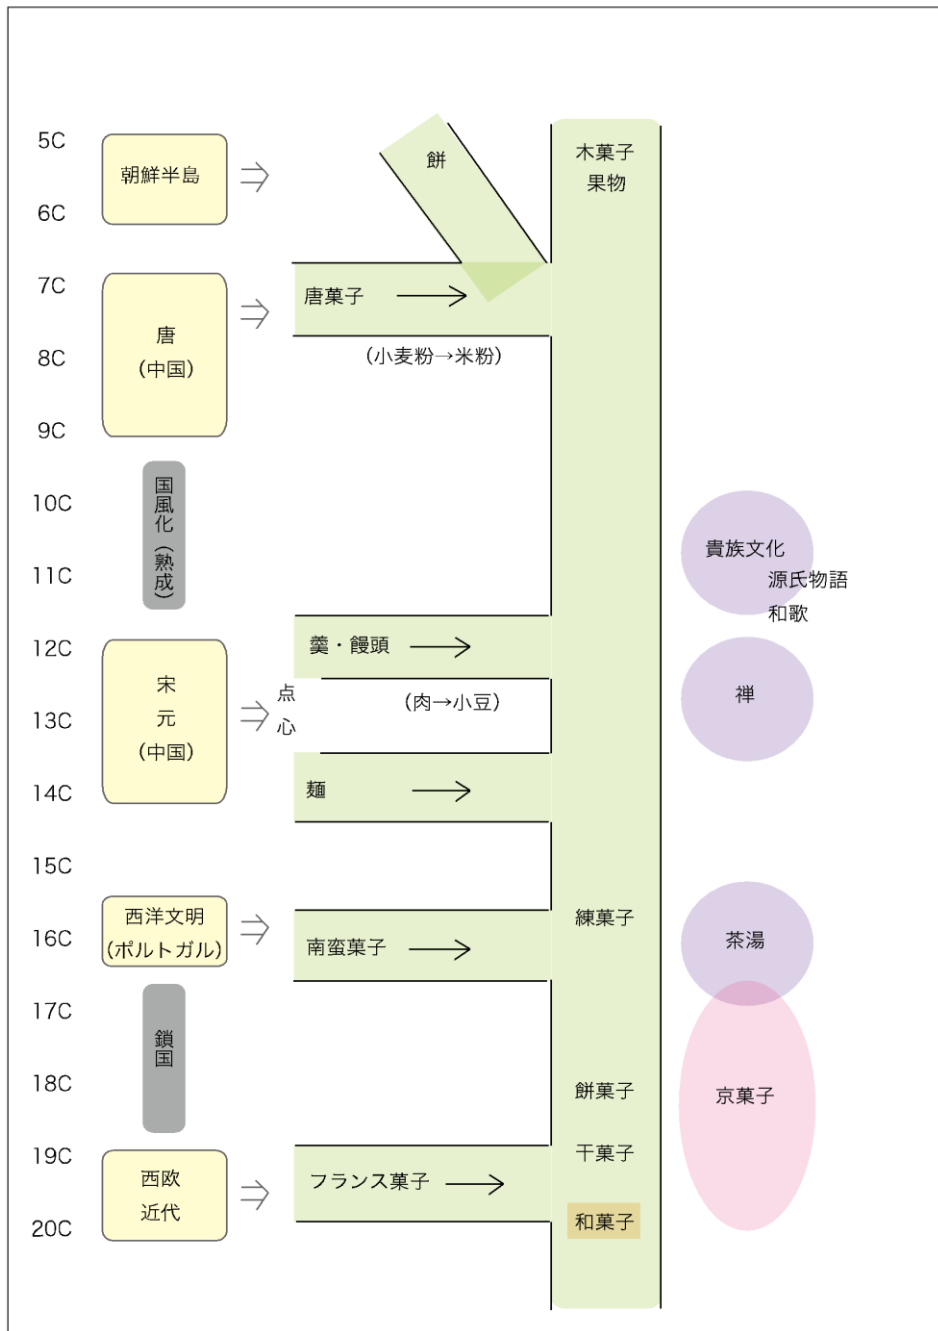 5C
朝鮮半島
餅
木菓子
果物
6C
7C
唐菓子
唐
(中国)
8C
(小麦粉→米粉)
9C
国風化(熟成)
10C
貴族文化
源氏物語
和歌
11C
12C
羹・饅頭
宋
元
(中国)
点
心
(肉→小豆)
禅
13C
麺
14C
15C
西洋文明
(ポルトガル)
16C
南蛮菓子
練菓子
茶湯
17C
鎖国
18C
餅菓子
京菓子
19C
干菓子
西欧
近代
フランス菓子
20C
和菓子